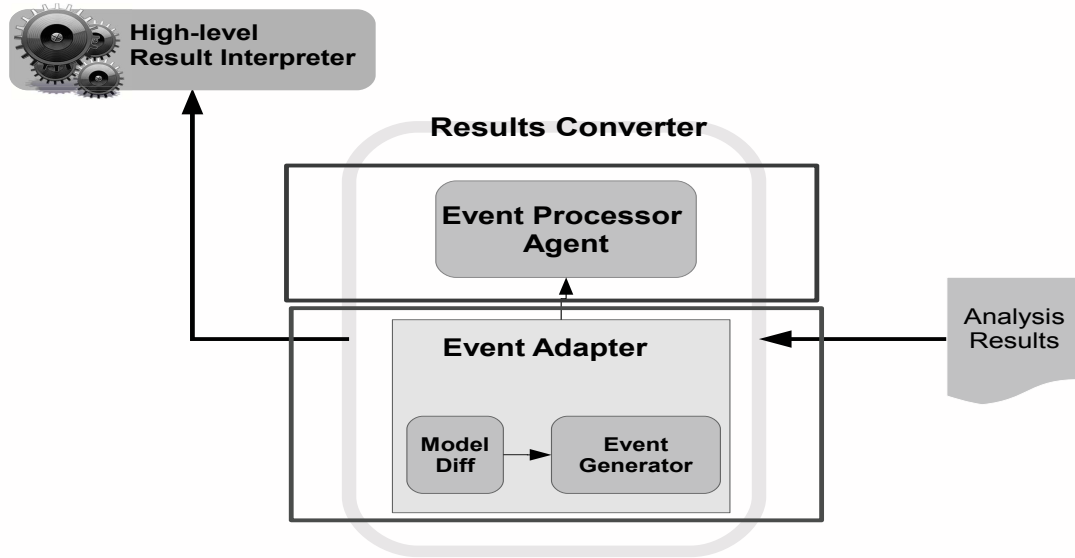 High-level
Result Interpreter
Results Converter
Event Processor
Agent
Event Adapter
Model
Diff
Event
Generator
Analysis
Results